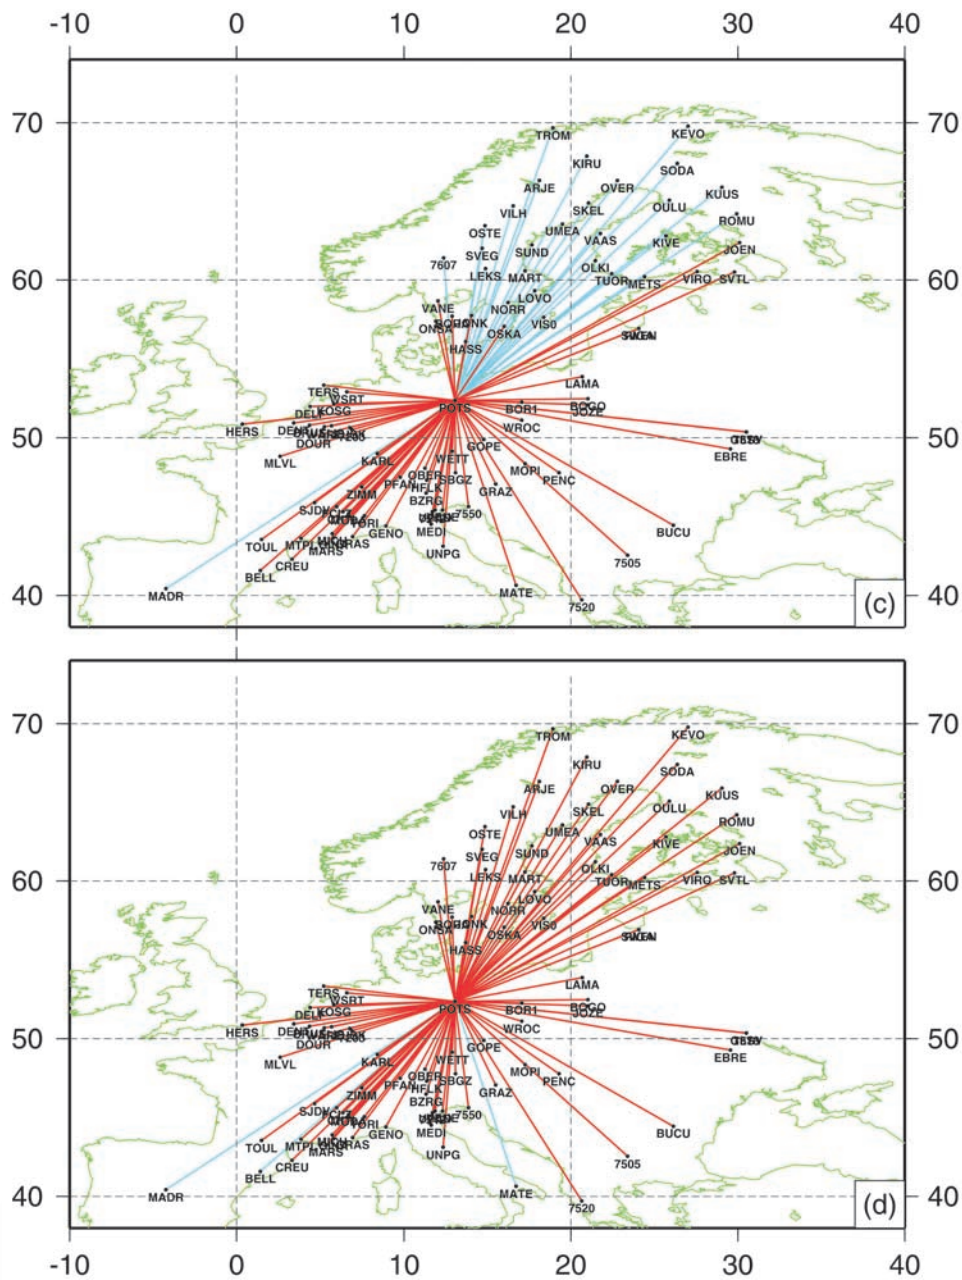 -10 0 10 20 30 40
70 70
TROM KEVO
KIRU
SODA
ARJE OVER
KUUS
SKEL OULU
VILH
ROMU
OSTE UMEA
VAAS KIVE
SVEG SUND JOEN
7607 OLKI
LEKS MART
60 TUOR METS VIRO SVTL 60
LOVO
VANE NORR
ONSA VIS0
OSKA
HASS
LAMA
TERS
WSRT
KOSG
DELF POTS BOR1 BOGO
JOZE
HERS WROC
DOUR
50 GOPE 50
EBRE
MLVL KARL WETT
MOPI
OBER SBGZ PENC
PFAN HFLK
ZIMM GRAZ
BZRG
SJDV 7550
TORI
GENO MEDI BUCU
TOUL MTPL
MARS UNPG
CREU 7505
BELL
MADR MATE
40 7520 (c) 40
70 70
TROM KEVO
KIRU
SODA
ARJE OVER
KUUS
SKEL OULU
VILH
ROMU
OSTE UMEA
VAAS KIVE
SVEG SUND JOEN
7607 OLKI
LEKS MART
60 TUOR METS VIRO SVTL 60
LOVO
VANE NORR
ONSA VIS0
OSKA
HASS
LAMA
TERS
WSRT
KOSG
DELF POTS BOR1 BOGO
JOZE
HERS WROC
DOUR
50 GOPE 50
EBRE
MLVL KARL WETT
MOPI
OBER SBGZ PENC
PFAN HFLK
ZIMM GRAZ
BZRG
SJDV 7550
TORI
GENO MEDI BUCU
TOUL MTPL
MARS UNPG
CREU 7505
BELL
MADR MATE
40 7520 (d) 40
-10 0 10 20 30 40